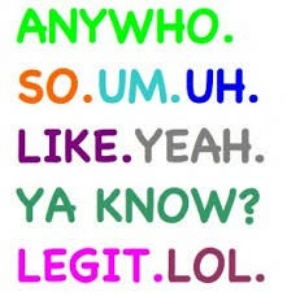 ANYWHO.
SO.UM.UH.
LIKE.YEAH.
YA KNOW?
LEGIT.LOL.